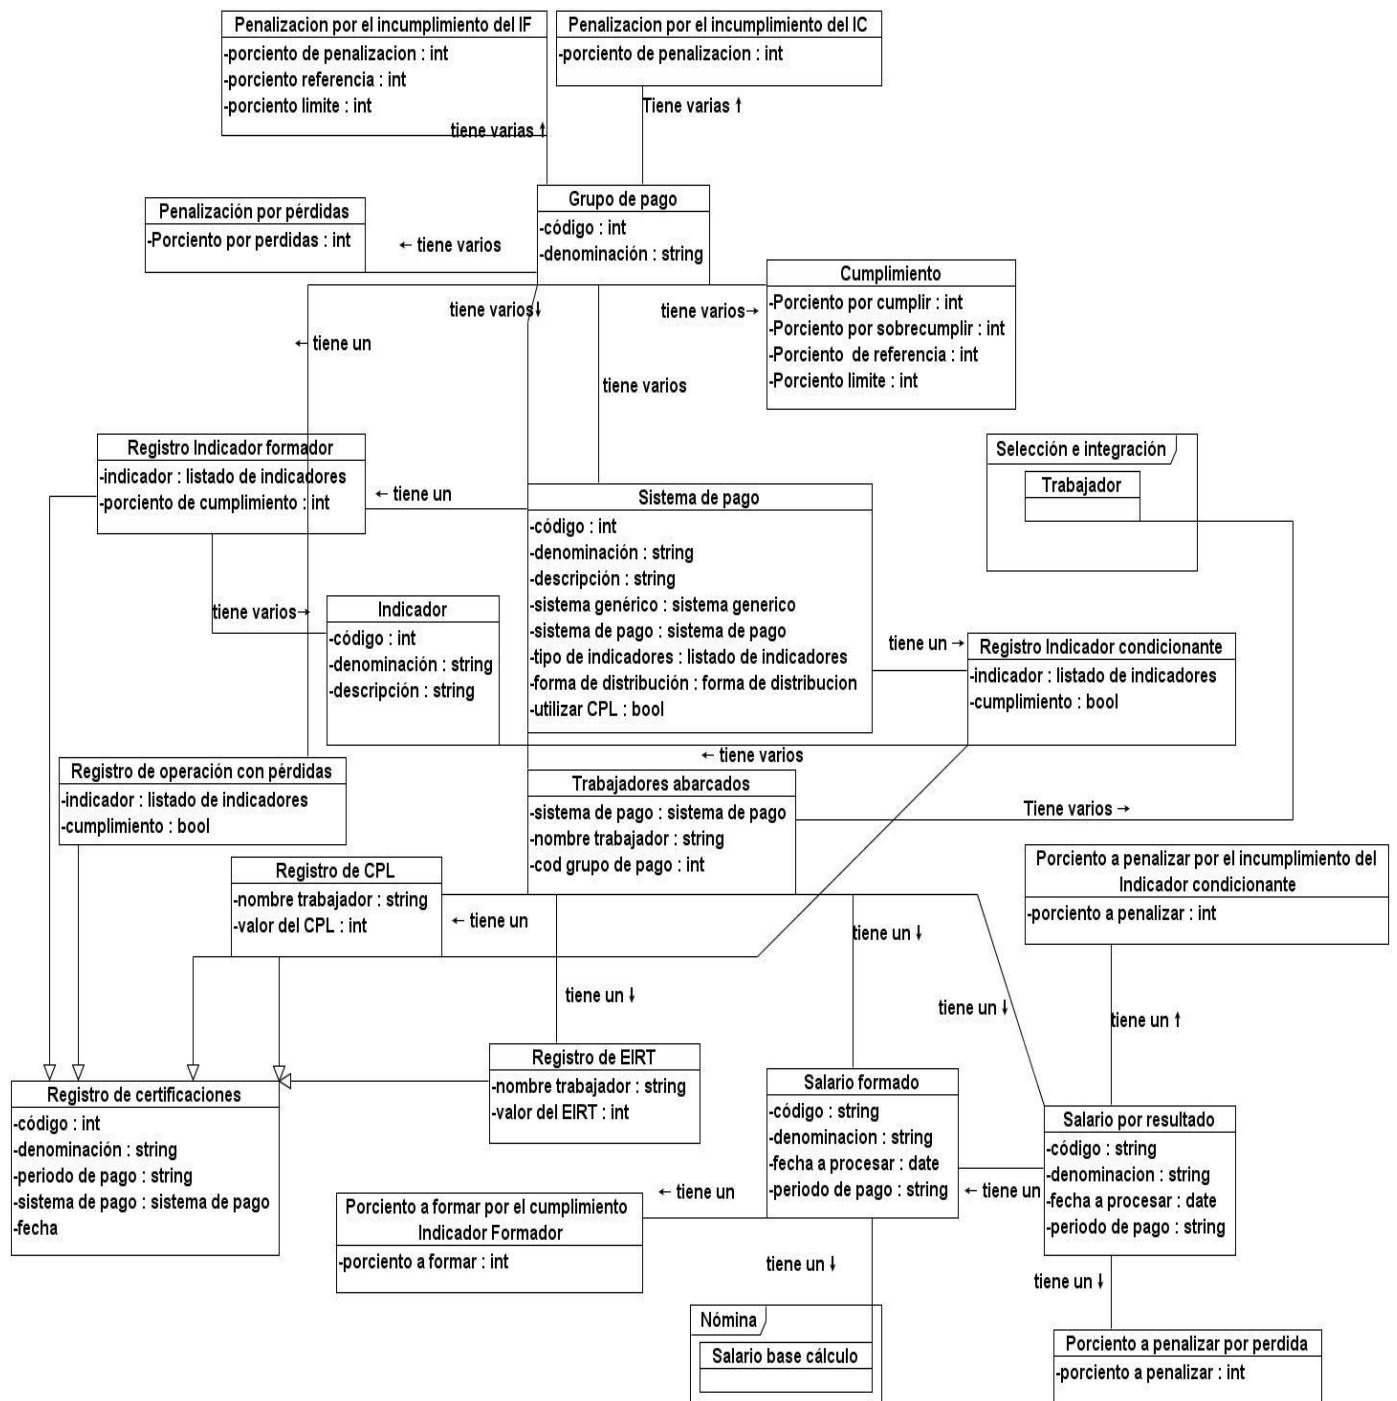 Penalizacion por el incumplimiento del IF
-porciento de penalizacion : int
-porciento referencia : int
-porciento limite : int
tiene varias ↑
Penalizacion por el incumplimiento del IC
-porciento de penalizacion : int
Tiene varias ↑
Penalización por pérdidas
-Porciento por perdidas : int
← tiene varios
Grupo de pago
-código : int
-denominación : string
tiene varios↓
tiene varios→
Cumplimiento
-Porciento por cumplir : int
-Porciento por sobrecumplir : int
-Porciento de referencia : int
-Porciento limite : int
← tiene un
tiene varios
Registro Indicador formador
-indicador : listado de indicadores
-porciento de cumplimiento : int
← tiene un
Sistema de pago
-código : int
-denominación : string
-descripción : string
-sistema genérico : sistema generico
-sistema de pago : sistema de pago
-tipo de indicadores : listado de indicadores
-forma de distribución : forma de distribucion
-utilizar CPL : bool
Selección e integración
Trabajador
tiene varios→
Indicador
-código : int
-denominación : string
-descripción : string
tiene un →
Registro Indicador condicionante
-indicador : listado de indicadores
-cumplimiento : bool
← tiene varios
Registro de operación con pérdidas
-indicador : listado de indicadores
-cumplimiento : bool
Trabajadores abarcados
-sistema de pago : sistema de pago
-nombre trabajador : string
-cod grupo de pago : int
Tiene varios →
Registro de CPL
-nombre trabajador : string
-valor del CPL : int
← tiene un
Porciento a penalizar por el incumplimiento del
Indicador condicionante
-porciento a penalizar : int
tiene un ↓
tiene un ↓
tiene un ↓
tiene un ↑
Registro de EIRT
-nombre trabajador : string
-valor del EIRT : int
Registro de certificaciones
-código : int
-denominación : string
-periodo de pago : string
-sistema de pago : sistema de pago
-fecha
Salario formado
-código : string
-denominacion : string
-fecha a procesar : date
-periodo de pago : string
Salario por resultado
-código : string
-denominacion : string
-fecha a procesar : date
-periodo de pago : string
← tiene un
← tiene un
Porciento a formar por el cumplimiento
Indicador Formador
-porciento a formar : int
tiene un ↓
tiene un ↓
Nómina
Salario base cálculo
Porciento a penalizar por perdida
-porciento a penalizar : int